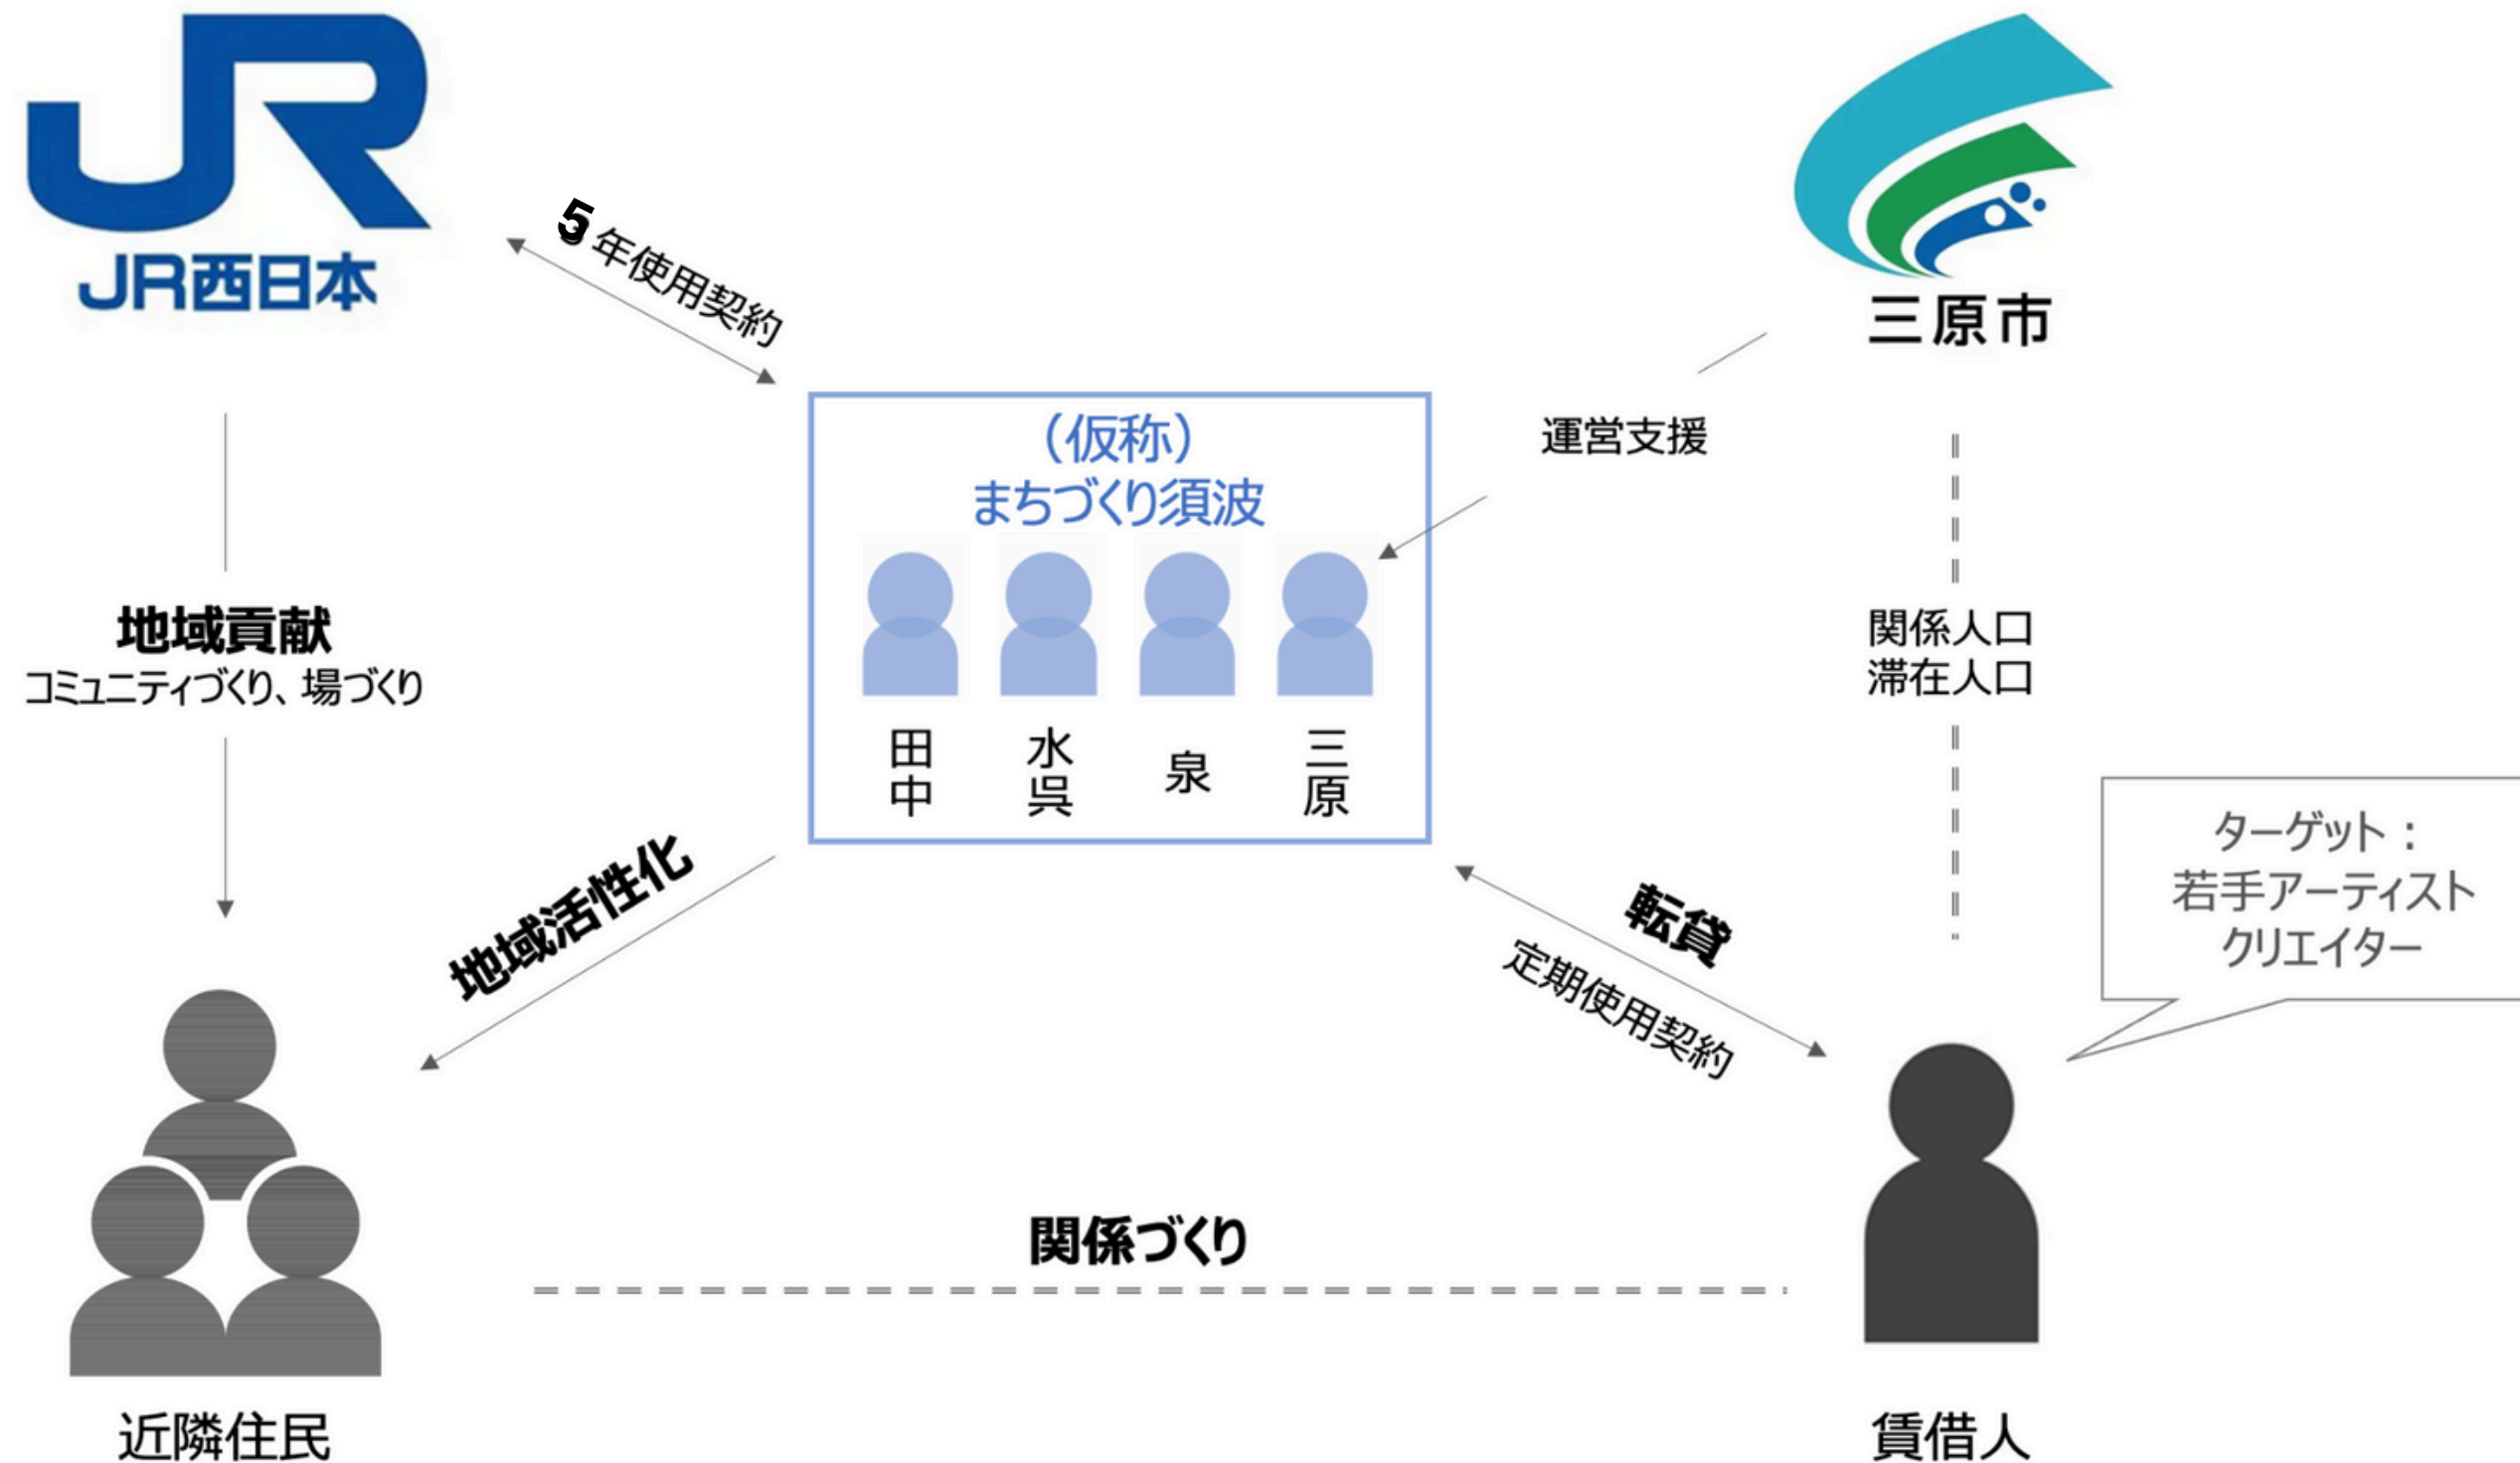 JR
JR西日本
三原市
年使用契約
(仮称)
まちづくり須波
運営支援
田中
水呉
泉
三原
地域貢献
コミュニティづくり、場づくり
関係人口
滞在人口
ターゲット：
若手アーティスト
クリエイター
地域活性化
転貸
定期使用契約
関係づくり
近隣住民
賃借人